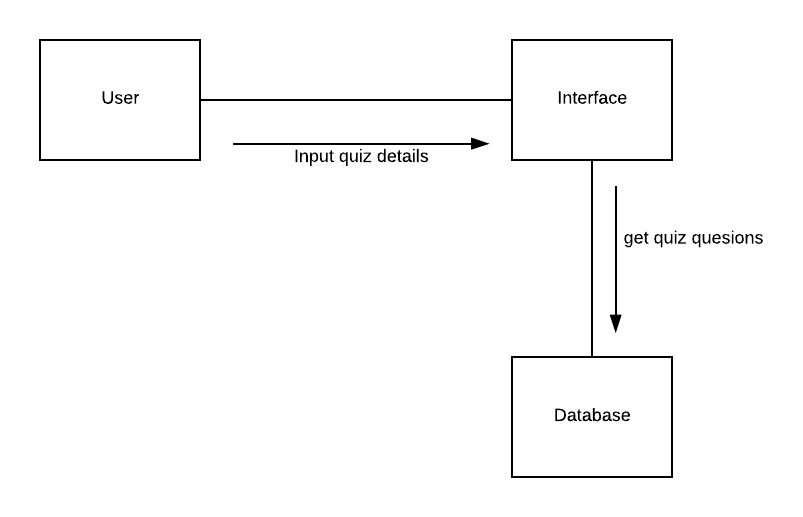 User
Interface
Input quiz details
get quiz quesions
Database